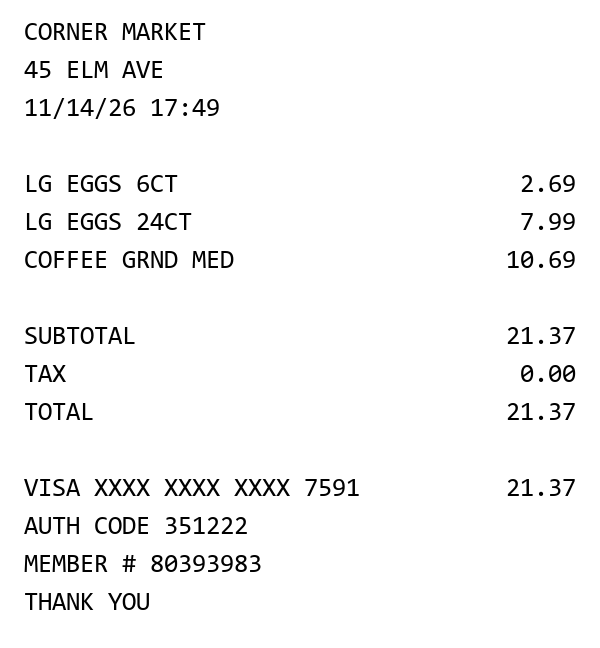 CORNER MARKET
45 ELM AVE
11/14/26 17:49
LG EGGS 6CT 2.69
LG EGGS 24CT 7.99
COFFEE GRND MED 10.69
SUBTOTAL 21.37
TAX 0.00
TOTAL 21.37
VISA XXXX XXXX XXXX 7591 21.37
AUTH CODE 351222
MEMBER # 80393983
THANK YOU